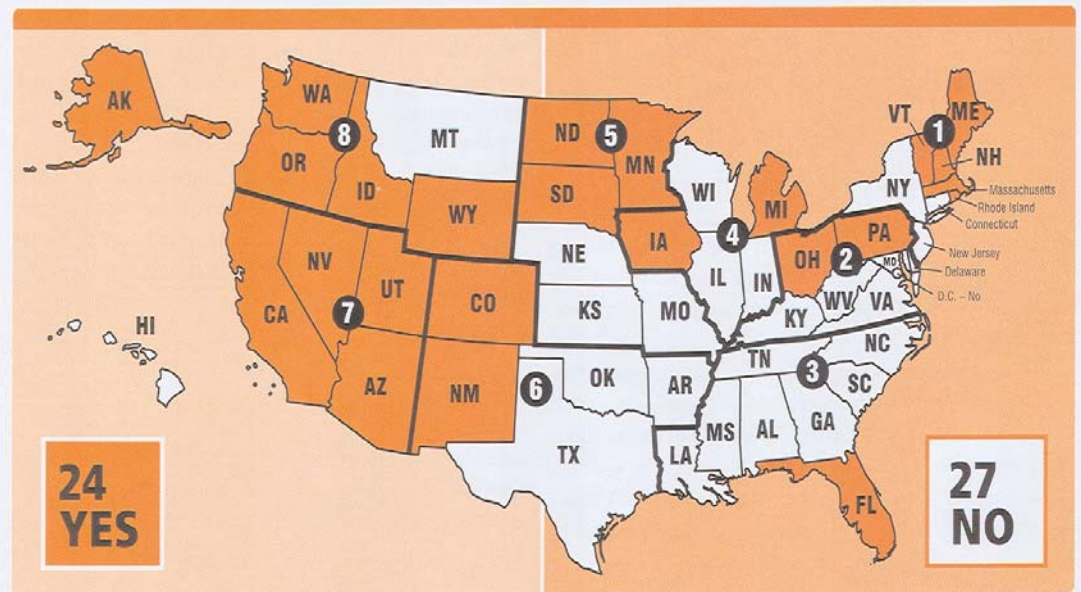 AK
WA
8
MT
OR
ID
WY
ND
5
MN
SD
WI
MI
VT
1
ME
NH
NY
Massachusetts
Rhode Island
Connecticut
NV
UT
CA
7
CO
NE
IA
4
IL
IN
OH
2
PA
MD
New Jersey
Delaware
D.C. – No
WV
VA
KS
MO
KY
HI
AZ
NM
6
OK
AR
TN
3
NC
SC
TX
LA
MS
AL
GA
FL
24
YES
27
NO